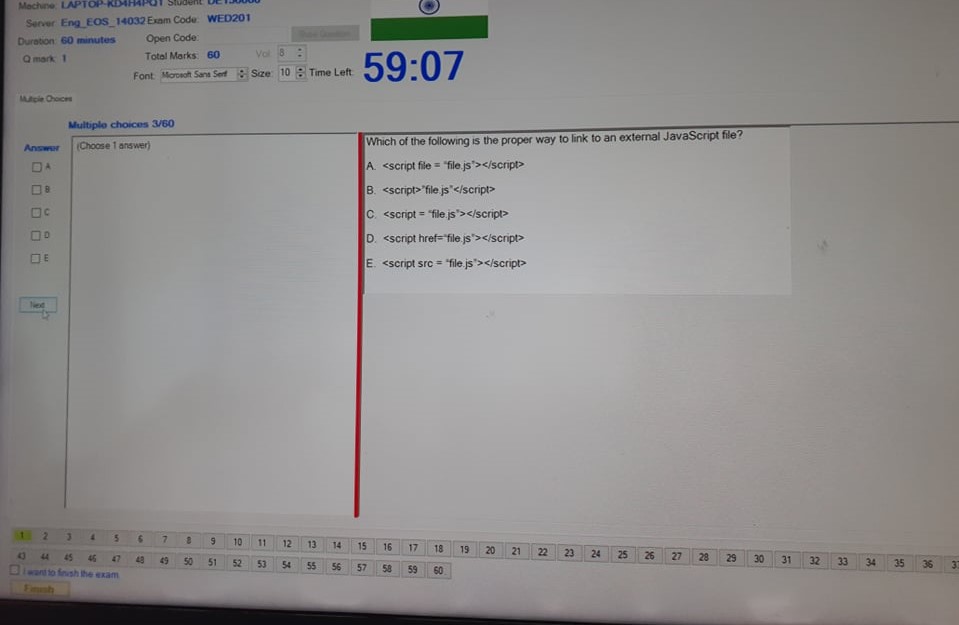 Machine: LAPTOP-KD4H4PQ1 Student:
Server: Eng_EOS_14032 Exam Code: WED201
Duration: 60 minutes Open Code:
Q mark: 1 Total Marks: 60 Vol: 8
Font: Microsoft Sans Serif Size: 10 Time Left: 59:07
Multiple Choices
Multiple choices 3/60
Answer (Choose 1 answer)
A
B
C
D
E
Next
Which of the following is the proper way to link to an external JavaScript file?
A. <script file = "file.js"></script>
B. <script>"file.js"</script>
C. <script = "file.js"></script>
D. <script href="file.js"></script>
E. <script src = "file.js"></script>
1 2 3 4 5 6 7 8 9 10 11 12 13 14 15 16 17 18 19 20 21 22 23 24 25 26 27 28 29 30 31 32 33 34 35 36
43 44 45 46 47 48 49 50 51 52 53 54 55 56 57 58 59 60
I want to finish the exam.
Finish